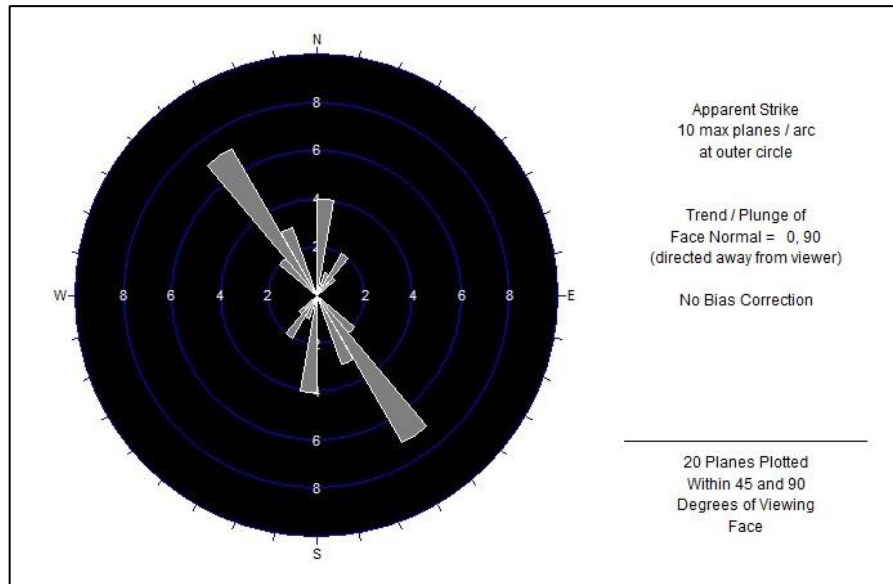 N
8
6
4
2
W
8
6
4
2
2
4
6
8
E
2
4
6
8
S
Apparent Strike
10 max planes / arc
at outer circle
Trend / Plunge of
Face Normal = 0, 90
(directed away from viewer)
No Bias Correction
20 Planes Plotted
Within 45 and 90
Degrees of Viewing
Face